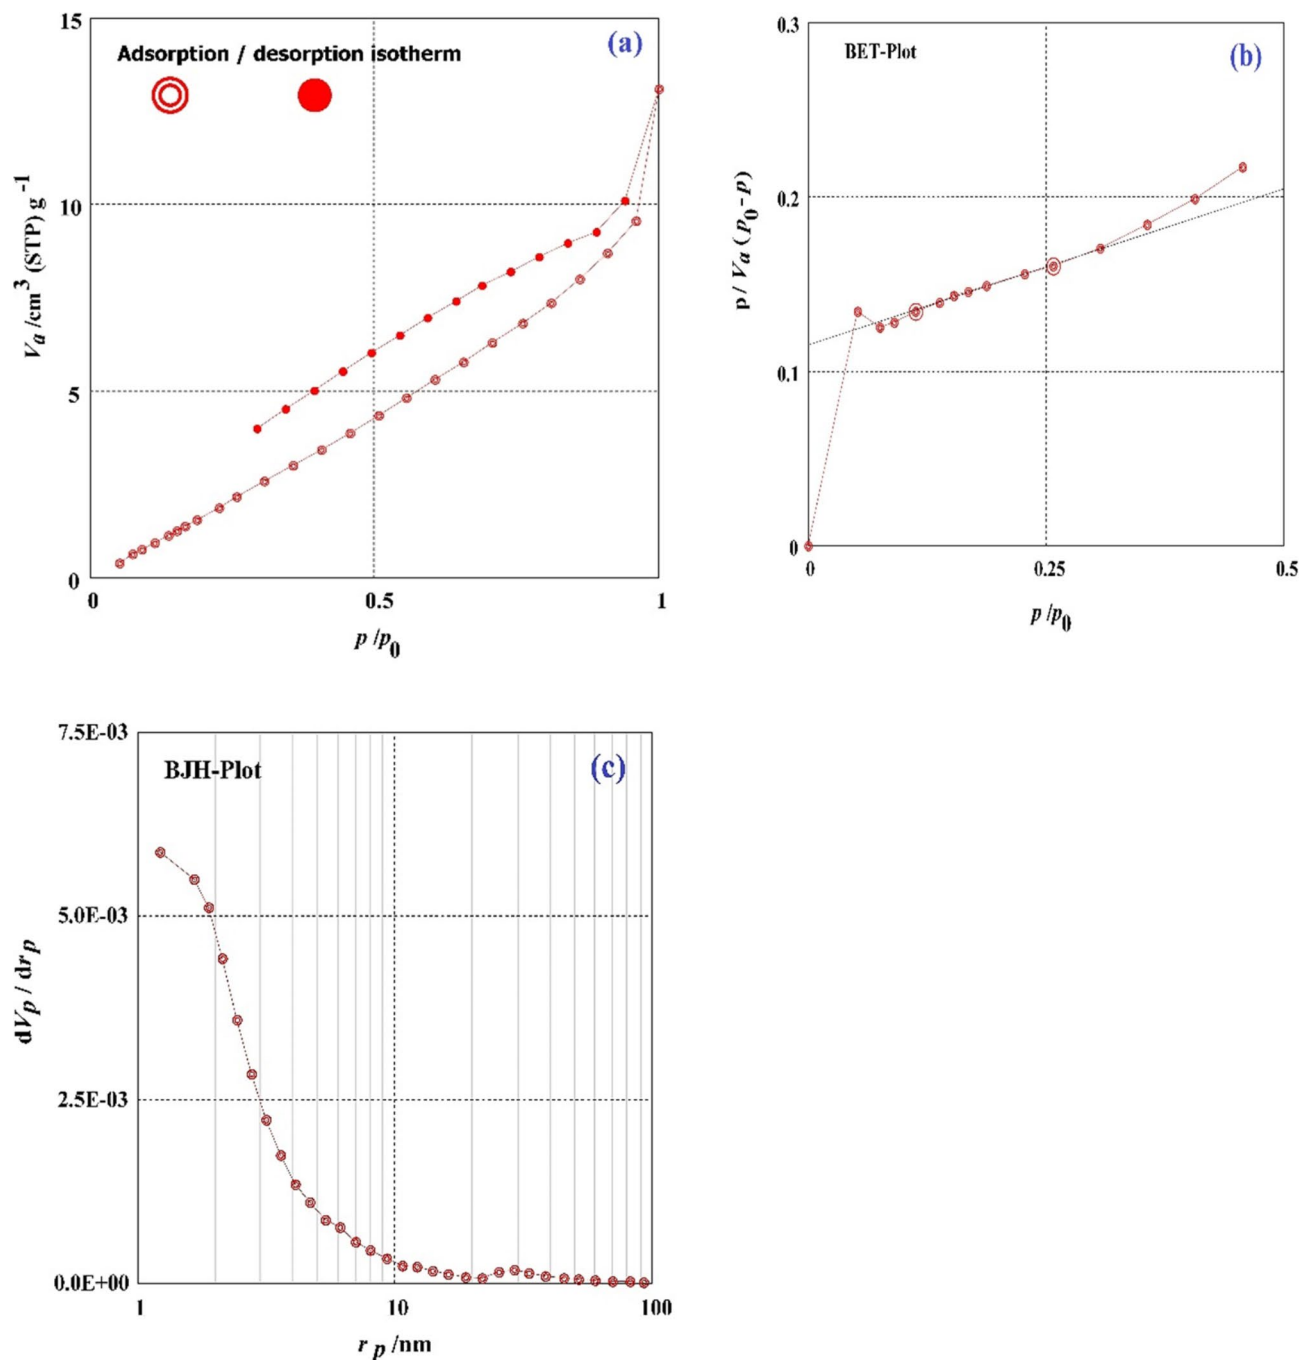 15
Adsorption / desorption isotherm
(a)
10
5
0
0
0.5
1
Va /cm3 (STP) g-1
p /p0
0.3
BET-Plot
(b)
0.2
0.1
0
0
0.25
0.5
p / Va ( p0 - p)
p /p0
7.5E-03
BJH-Plot
(c)
5.0E-03
2.5E-03
0.0E+00
1
10
100
dVp / drp
r p /nm